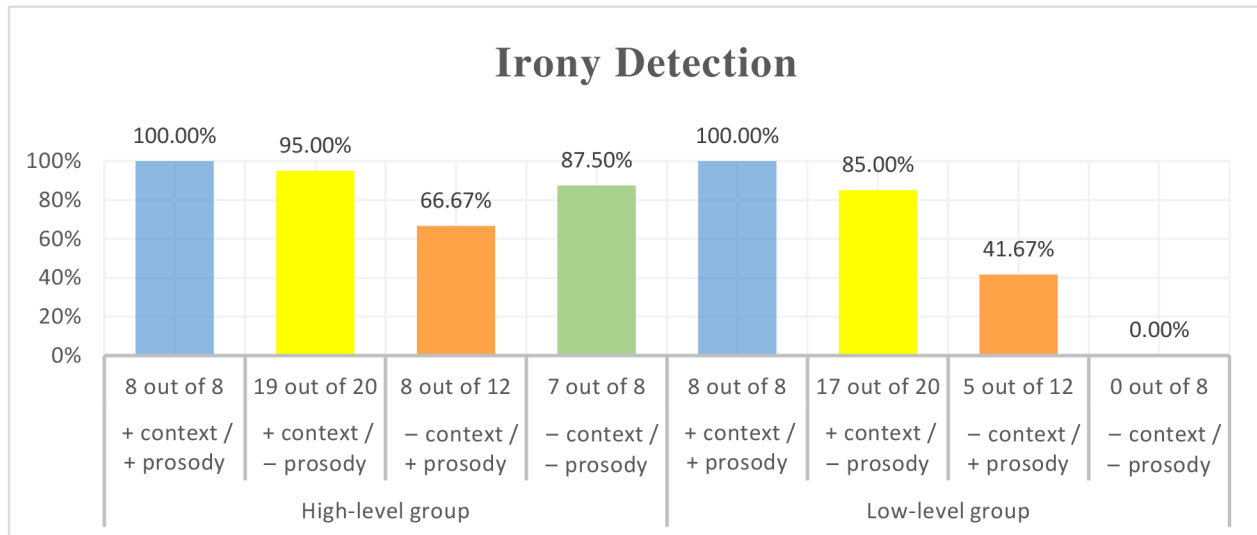 Irony Detection
100.00%
95.00%
66.67%
87.50%
100.00%
85.00%
41.67%
0.00%
100%
80%
60%
40%
20%
0%
8 out of 8
19 out of 20
8 out of 12
7 out of 8
8 out of 8
17 out of 20
5 out of 12
0 out of 8
+ context /
+ prosody
+ context /
– prosody
– context /
+ prosody
– context /
– prosody
+ context /
+ prosody
+ context /
– prosody
– context /
+ prosody
– context /
– prosody
High-level group
Low-level group